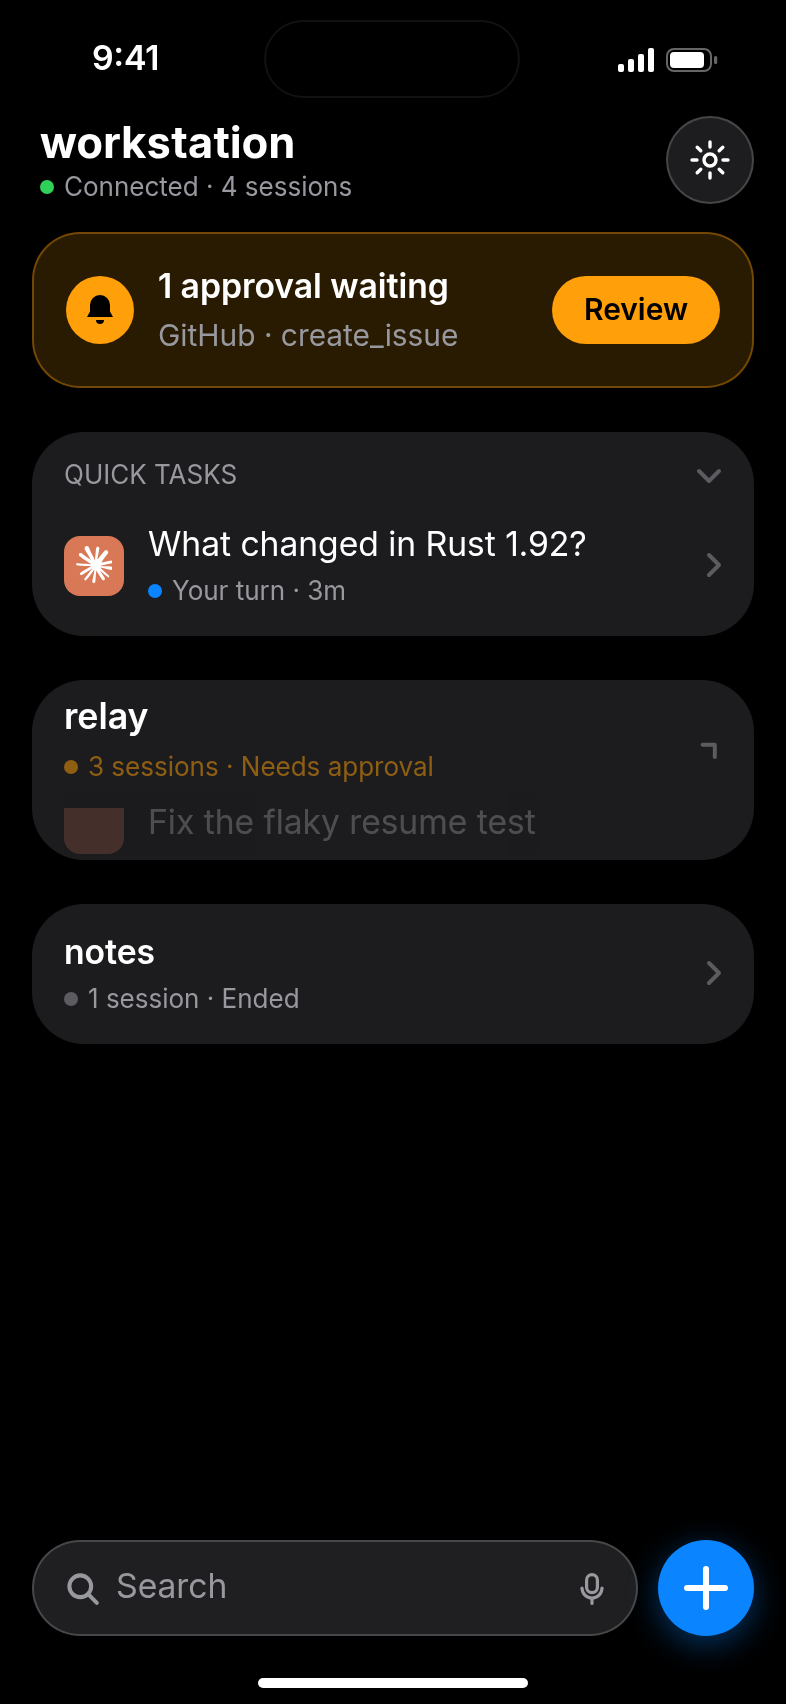 9:41
workstation
Connected · 4 sessions
1 approval waiting
GitHub · create_issue
Review
QUICK TASKS
What changed in Rust 1.92?
Your turn · 3m
relay
3 sessions · Needs approval
Fix the flaky resume test
notes
1 session · Ended
Search